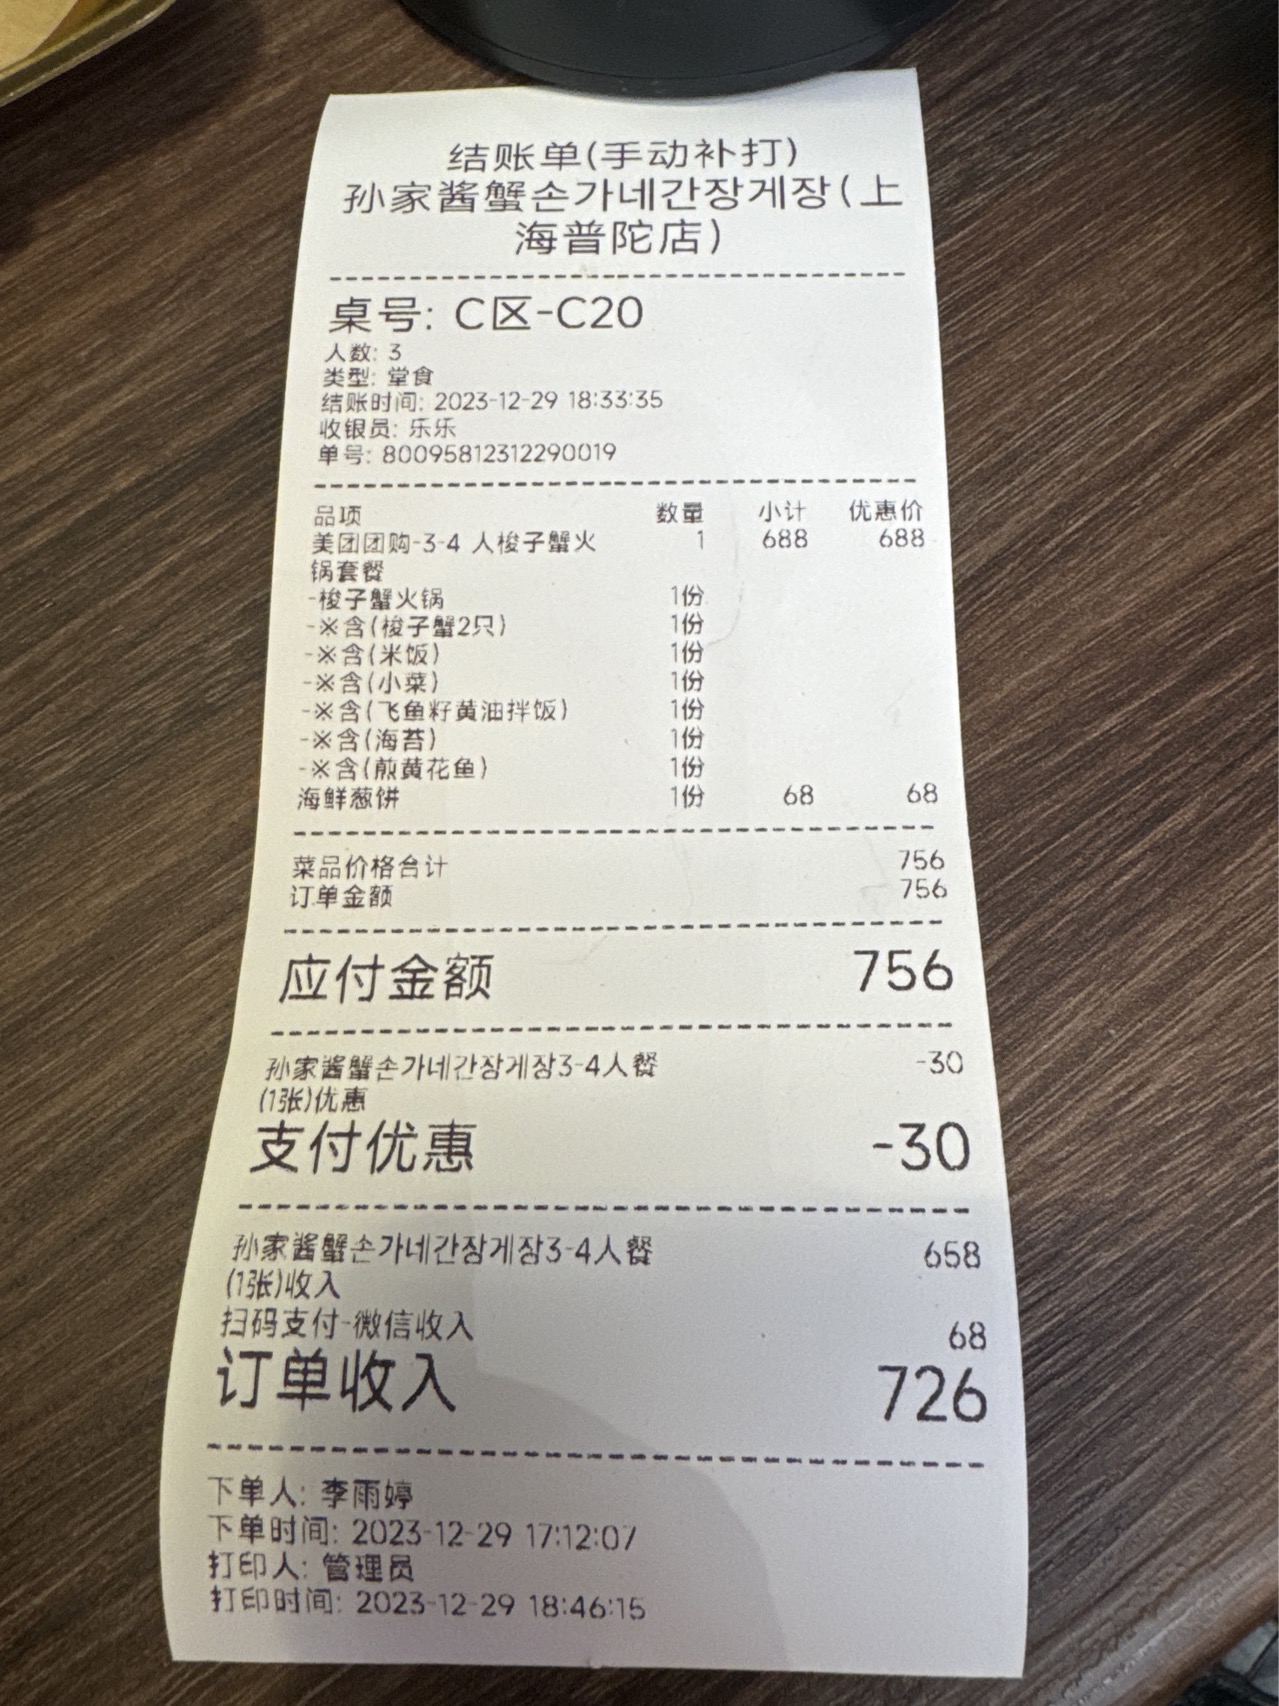 结账单(手动补打)
孙家酱蟹손가네간장게장(上
海普陀店)
桌号: C区-C20
人数: 3
类型: 堂食
结账时间: 2023-12-29 18:33:35
收银员: 乐乐
单号: 80095812312290019
品项 数量 小计 优惠价
美团团购-3-4 人梭子蟹火 1 688 688
锅套餐
-梭子蟹火锅 1份
-※含(梭子蟹2只) 1份
-※含(米饭) 1份
-※含(小菜) 1份
-※含(飞鱼籽黄油拌饭) 1份
-※含(海苔) 1份
-※含(煎黄花鱼) 1份
海鲜葱饼 1份 68 68
菜品价格合计 756
订单金额 756
应付金额 756
孙家酱蟹손가네간장게장3-4人餐 -30
(1张)优惠
支付优惠 -30
孙家酱蟹손가네간장게장3-4人餐 658
(1张)收入
扫码支付-微信收入 68
订单收入 726
下单人: 李雨婷
下单时间: 2023-12-29 17:12:07
打印人: 管理员
打印时间: 2023-12-29 18:46:15